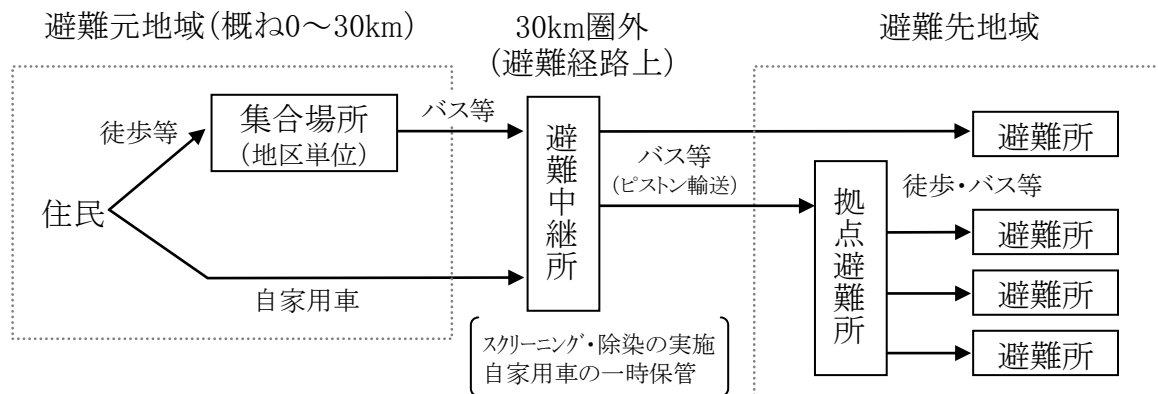 避難元地域(概ね0～30km)
30km圏外
(避難経路上)
避難先地域
住民
徒歩等
集合場所
(地区単位)
バス等
自家用車
避難中継所
スクリーニング・除染の実施
自家用車の一時保管
バス等
(ピストン輸送)
拠点避難所
徒歩・バス等
避難所
避難所
避難所
避難所